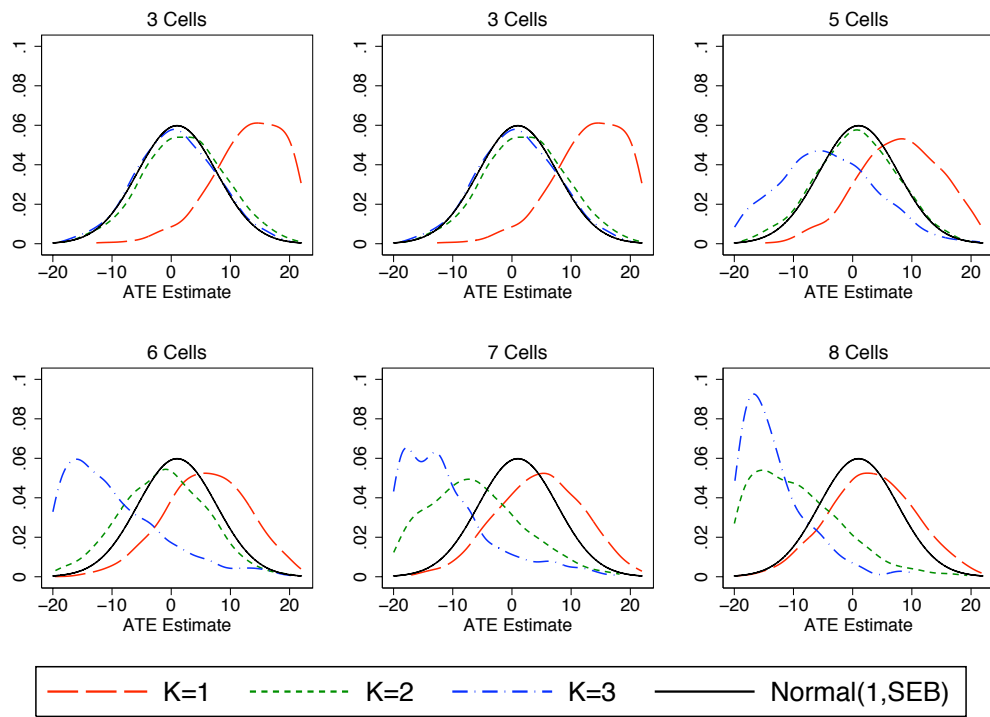 3 Cells
3 Cells
5 Cells
0 .02 .04 .06 .08 .1
0 .02 .04 .06 .08 .1
0 .02 .04 .06 .08 .1
−20 −10 0 10 20
−20 −10 0 10 20
−20 −10 0 10 20
ATE Estimate
ATE Estimate
ATE Estimate
6 Cells
7 Cells
8 Cells
0 .02 .04 .06 .08 .1
0 .02 .04 .06 .08 .1
0 .02 .04 .06 .08 .1
−20 −10 0 10 20
−20 −10 0 10 20
−20 −10 0 10 20
ATE Estimate
ATE Estimate
ATE Estimate
K=1 K=2 K=3 Normal(1,SEB)